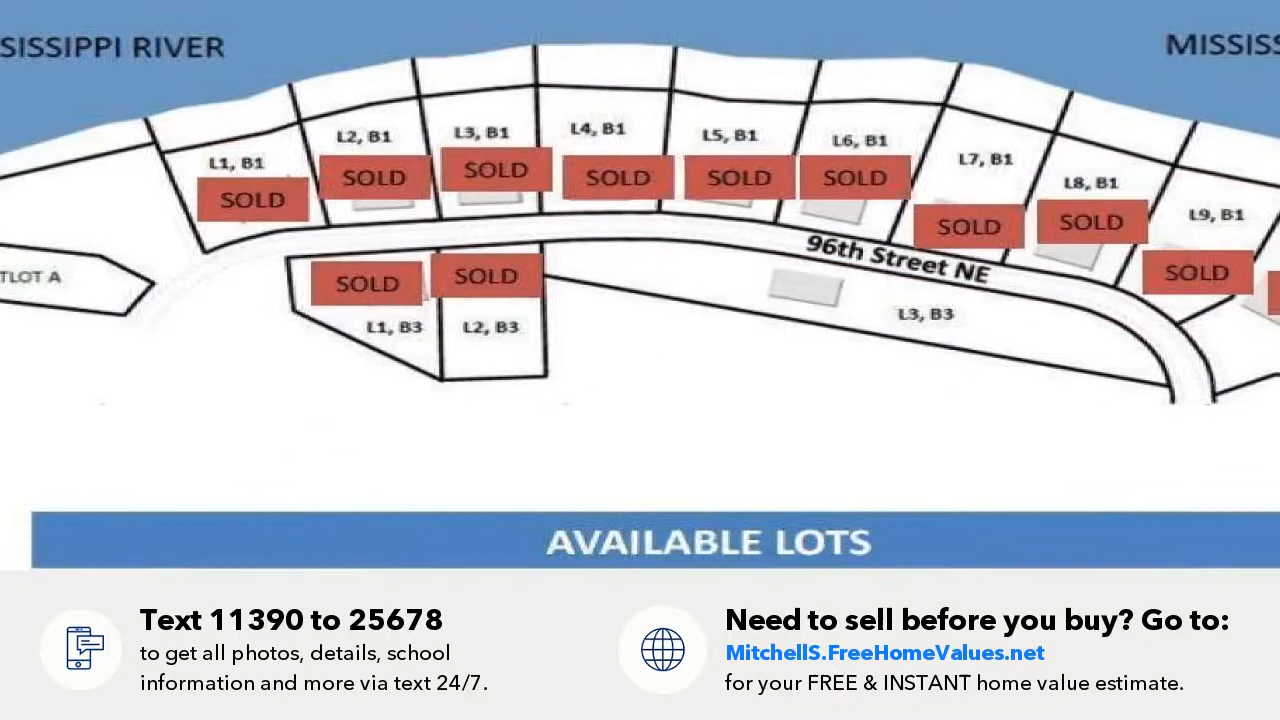 SISSIPPI RIVER
MISSISS
L1, B1
L2, B1
L3, B1
L4, B1
L5, B1
L6, B1
L7, B1
L8, B1
L9, B1
SOLD
SOLD
SOLD
SOLD
SOLD
SOLD
SOLD
SOLD
SOLD
96th Street NE
TLOT A
SOLD
SOLD
L1, B3
L2, B3
L3, B3
AVAILABLE LOTS
Text 11390 to 25678
to get all photos, details, school
information and more via text 24/7.
Need to sell before you buy? Go to:
MitchellS.FreeHomeValues.net
for your FREE & INSTANT home value estimate.